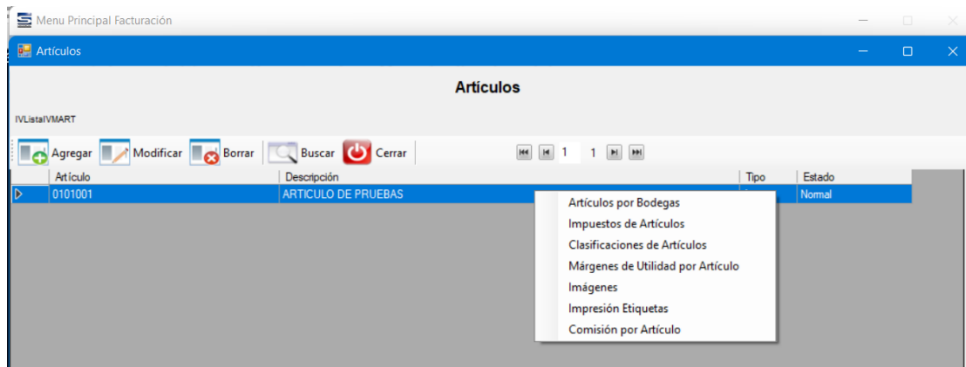 Menu Principal Facturación
Artículos
Artículos
IVListaIVMART
Agregar Modificar Borrar Buscar Cerrar 1 1
Artículo Descripción Tipo Estado
0101001 ARTICULO DE PRUEBAS Normal
Artículos por Bodegas
Impuestos de Artículos
Clasificaciones de Artículos
Márgenes de Utilidad por Artículo
Imágenes
Impresión Etiquetas
Comisión por Artículo